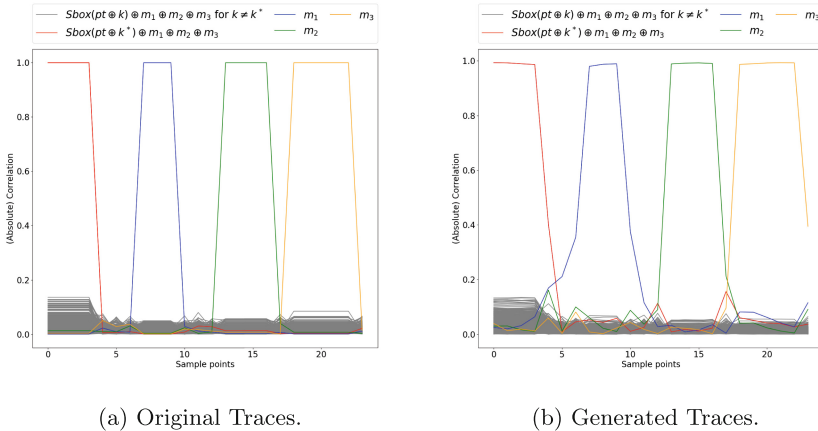 Sbox(pt ⊕ k) ⊕ m₁ ⊕ m₂ ⊕ m₃ for k ≠ k* m₁ m₃
Sbox(pt ⊕ k*) ⊕ m₁ ⊕ m₂ ⊕ m₃ m₂
1.0
0.8
0.6
0.4
0.2
0.0
(Absolute) Correlation
0 5 10 15 20
Sample points
(a) Original Traces.
Sbox(pt ⊕ k) ⊕ m₁ ⊕ m₂ ⊕ m₃ for k ≠ k* m₁ m₃
Sbox(pt ⊕ k*) ⊕ m₁ ⊕ m₂ ⊕ m₃ m₂
1.0
0.8
0.6
0.4
0.2
0.0
(Absolute) Correlation
0 5 10 15 20
Sample points
(b) Generated Traces.